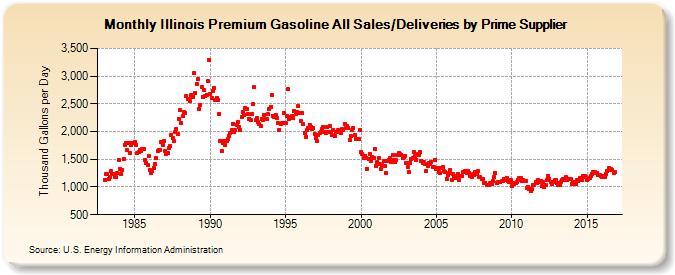 Monthly Illinois Premium Gasoline All Sales/Deliveries by Prime Supplier
Thousand Gallons per Day
3,500
3,000
2,500
2,000
1,500
1,000
500
1985 1990 1995 2000 2005 2010 2015
Source: U.S. Energy Information Administration